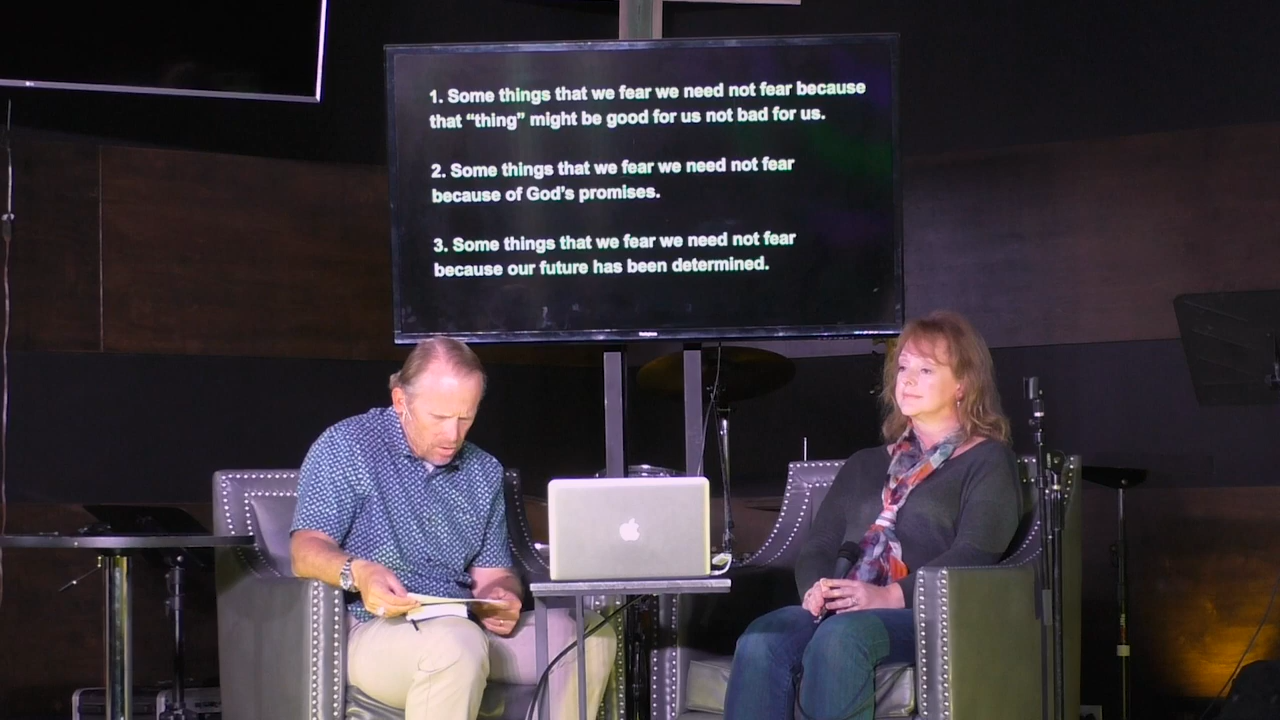 1. Some things that we fear we need not fear because
that “thing” might be good for us not bad for us.
2. Some things that we fear we need not fear
because of God’s promises.
3. Some things that we fear we need not fear
because our future has been determined.